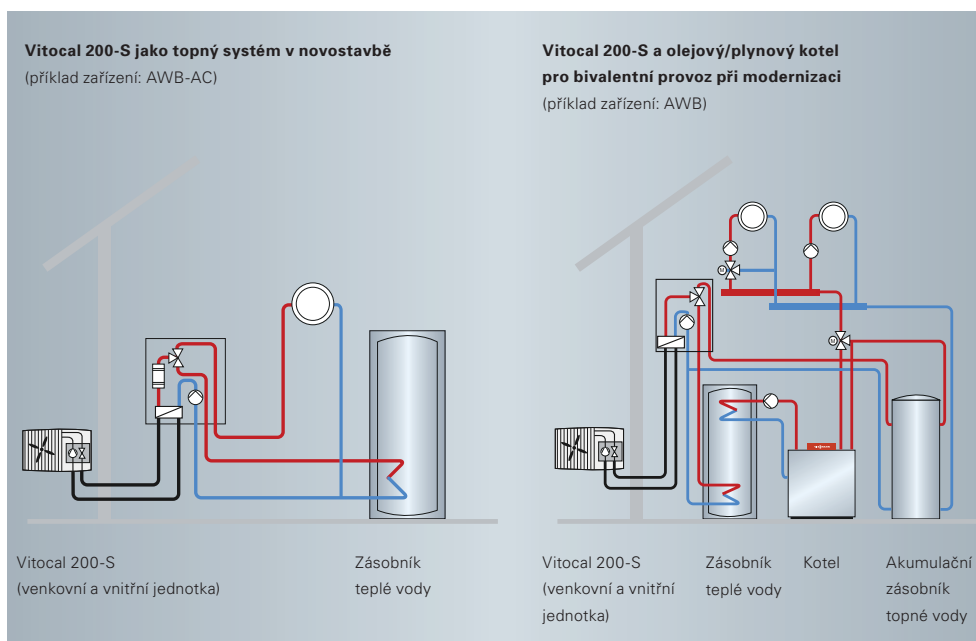 Vitocal 200-S jako topný systém v novostavbě
(příklad zařízení: AWB-AC)
Vitocal 200-S a olejový/plynový kotel
pro bivalentní provoz při modernizaci
(příklad zařízení: AWB)
M
M
Vitocal 200-S
(venkovní a vnitřní jednotka)
Zásobník
teplé vody
Vitocal 200-S
(venkovní a vnitřní
jednotka)
Zásobník
teplé vody
Kotel
Akumulační
zásobník
topné vody